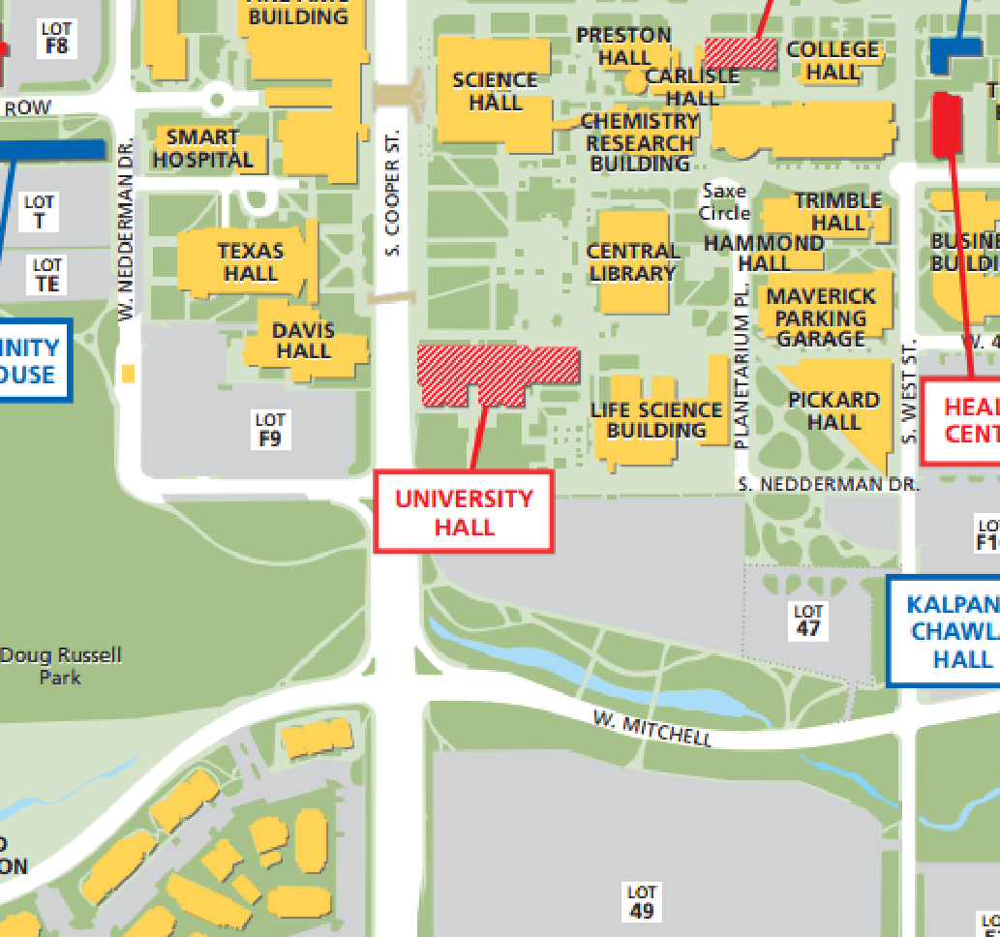 BUILDING
LOT
F8
PRESTON
HALL
COLLEGE
HALL
SCIENCE
HALL
CARLISLE
HALL
ROW
CHEMISTRY
RESEARCH
BUILDING
SMART
HOSPITAL
W. NEDDERMAN DR.
S. COOPER ST.
LOT
T
Saxe
Circle
TRIMBLE
HALL
TEXAS
HALL
CENTRAL
LIBRARY
HAMMOND
HALL
LOT
TE
MAVERICK
PARKING
GARAGE
PLANETARIUM PL.
DAVIS
HALL
S. WEST ST.
W. 4
LIFE SCIENCE
BUILDING
PICKARD
HALL
LOT
F9
S. NEDDERMAN DR.
UNIVERSITY
HALL
LOT
47
Doug Russell
Park
W. MITCHELL
LOT
49